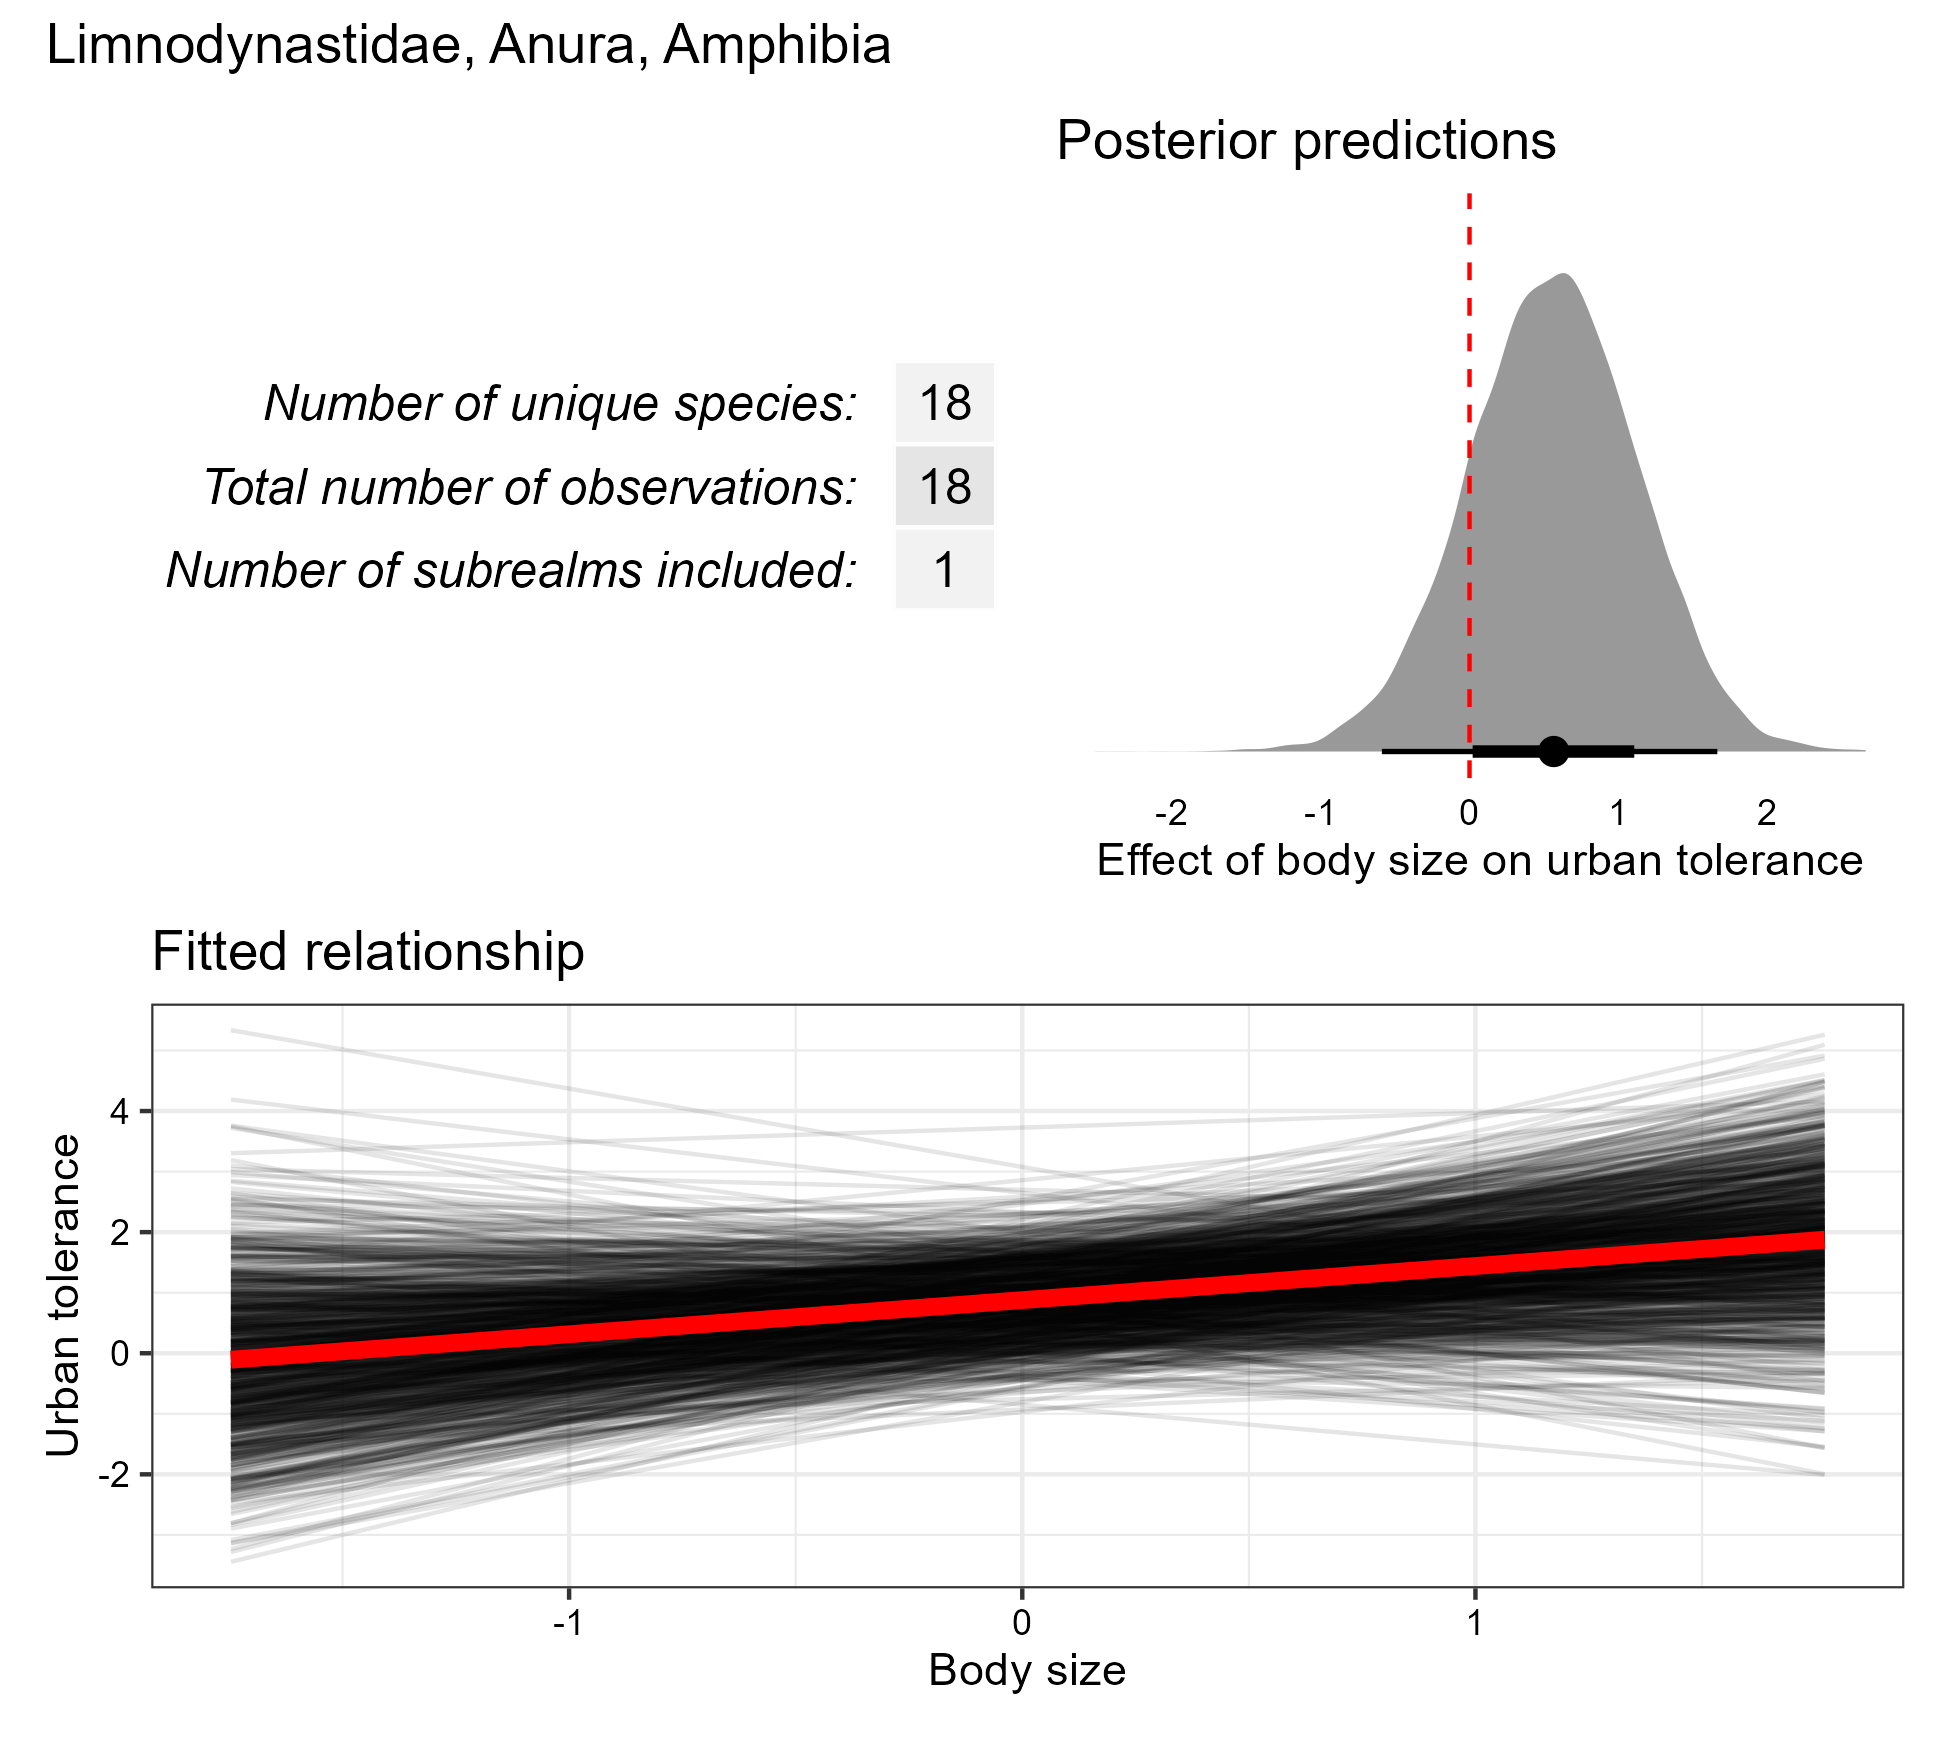 Limnodynastidae, Anura, Amphibia
Posterior predictions
Number of unique species: 18
Total number of observations: 18
Number of subrealms included: 1
-2 -1 0 1 2
Effect of body size on urban tolerance
Fitted relationship
Urban tolerance
4
2
0
-2
-1 0 1
Body size